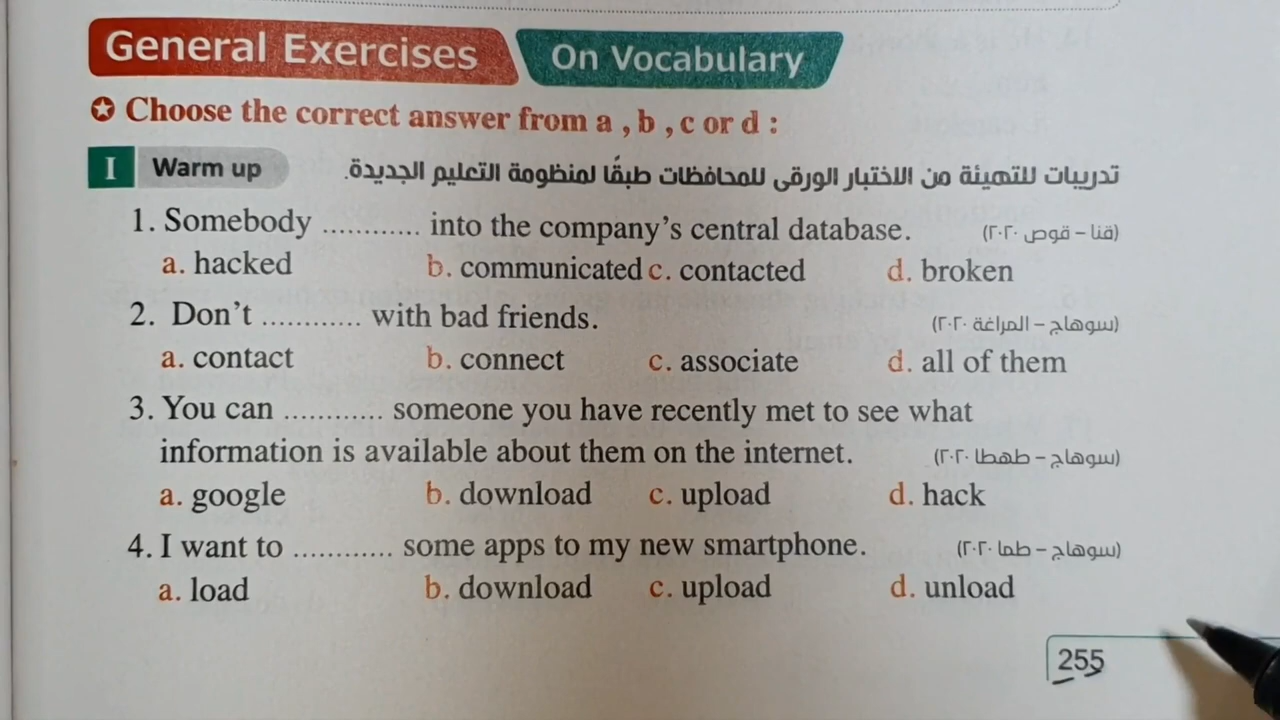 General Exercises On Vocabulary
Choose the correct answer from a , b , c or d :
I Warm up تدريبات للتهيئة من الاختبار الورقى للمحافظات طبقًا لمنظومة التعليم الجديدة.
1. Somebody ............ into the company's central database. (قنا – قوص ٢٠٢٠)
a. hacked b. communicated c. contacted d. broken
2. Don't ............ with bad friends. (سوهاج – المراغة ٢٠٢٠)
a. contact b. connect c. associate d. all of them
3. You can ............ someone you have recently met to see what
information is available about them on the internet. (سوهاج – طهطا ٢٠٢٠)
a. google b. download c. upload d. hack
4. I want to ............ some apps to my new smartphone. (سوهاج – طما ٢٠٢٠)
a. load b. download c. upload d. unload
255